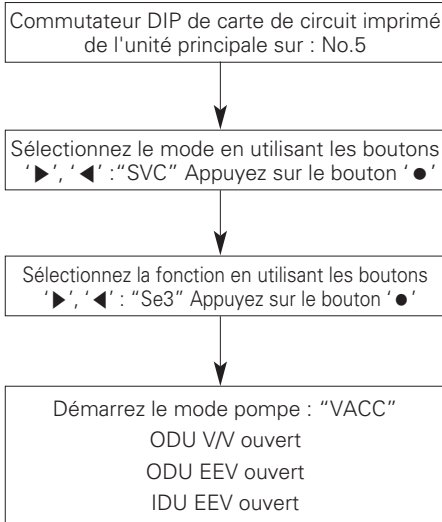 Commutateur DIP de carte de circuit imprimé
de l'unité principale sur : No.5
Sélectionnez le mode en utilisant les boutons
‘▶’, ‘◀’ :“SVC” Appuyez sur le bouton ‘●’
Sélectionnez la fonction en utilisant les boutons
‘▶’, ‘◀’ : “Se3” Appuyez sur le bouton ‘●’
Démarrez le mode pompe : “VACC”
ODU V/V ouvert
ODU EEV ouvert
IDU EEV ouvert